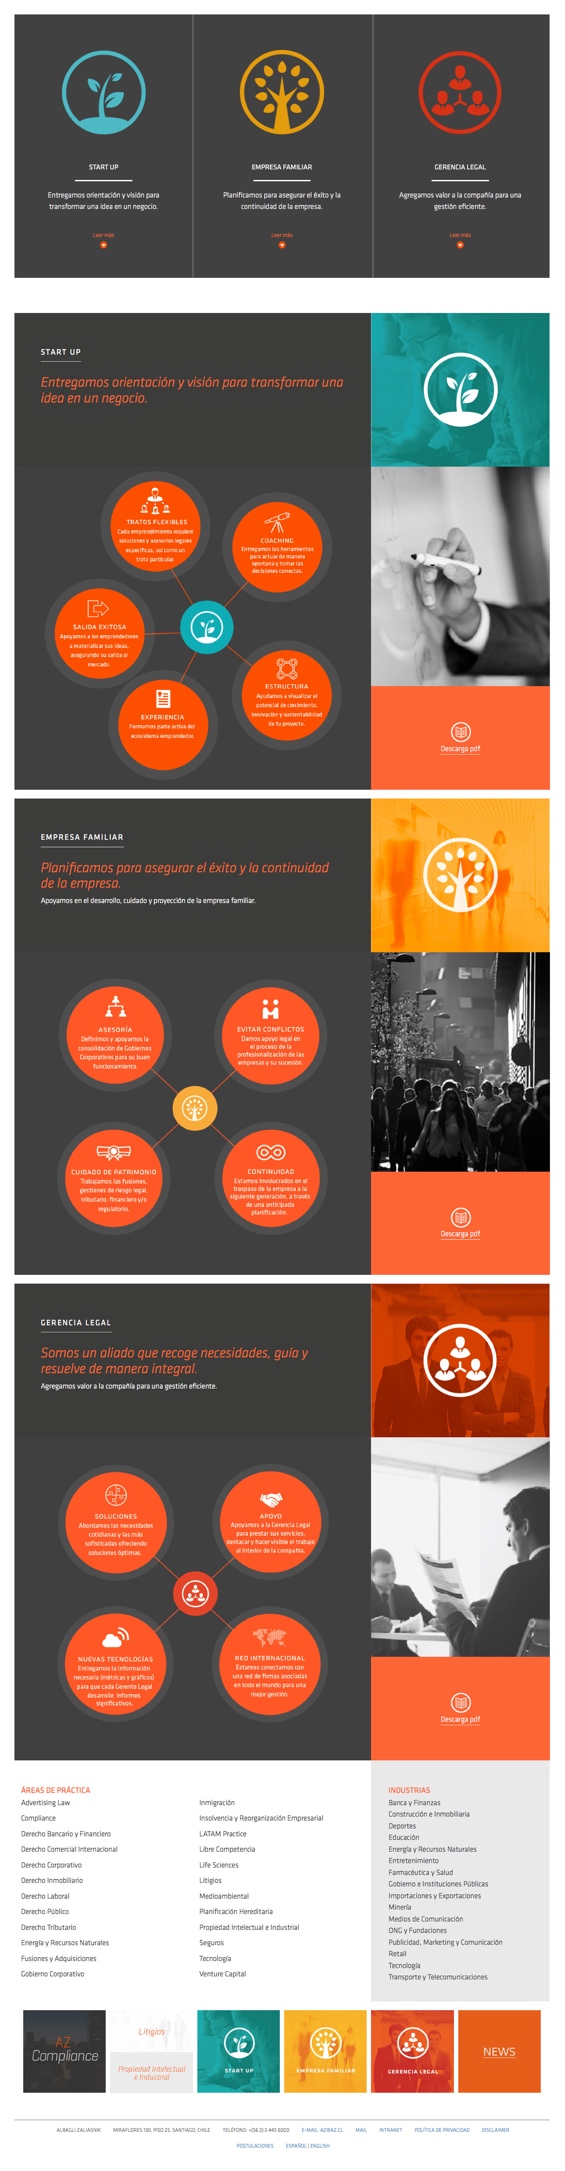 START UP
Entregamos orientación y visión para
transformar una idea en un negocio.
Leer más
EMPRESA FAMILIAR
Planificamos para asegurar el éxito y la
continuidad de la empresa.
Leer más
GERENCIA LEGAL
Agregamos valor a la compañía para una
gestión eficiente.
Leer más
START UP
Entregamos orientación y visión para transformar una
idea en un negocio.
TRATOS FLEXIBLES
Cada emprendimiento requiere
soluciones y asesorías legales
específicas, así como un
trato particular.
COACHING
Entregamos las herramientas
para actuar de manera
oportuna y tomar las
decisiones correctas.
SALIDA EXITOSA
Apoyamos a los emprendedores
a materializar sus ideas,
asegurando su salida al
mercado.
ESTRUCTURA
Ayudamos a visualizar el
potencial de crecimiento,
innovación y sustentabilidad
de tu proyecto.
EXPERIENCIA
Formamos parte activa del
ecosistema emprendedor.
Descarga pdf
EMPRESA FAMILIAR
Planificamos para asegurar el éxito y la continuidad
de la empresa.
Apoyamos en el desarrollo, cuidado y proyección de la empresa familiar.
ASESORÍA
Definimos y apoyamos la
consolidación de Gobiernos
Corporativos para su buen
funcionamiento.
EVITAR CONFLICTOS
Damos apoyo legal en
el proceso de la
profesionalización de las
empresas y su sucesión.
CUIDADO DE PATRIMONIO
Trabajamos las fusiones,
gestiones de riesgo legal,
tributario, financiero y/o
regulatorio.
CONTINUIDAD
Estamos involucrados en el
traspaso de la empresa a la
siguiente generación, a través
de una anticipada
planificación.
Descarga pdf
GERENCIA LEGAL
Somos un aliado que recoge necesidades, guía y
resuelve de manera integral.
Agregamos valor a la compañía para una gestión eficiente.
SOLUCIONES
Abordamos las necesidades
cotidianas y las más
sofisticadas ofreciendo
soluciones óptimas.
APOYO
Apoyamos a la Gerencia Legal
para prestar sus servicios,
destacar y hacer visible el trabajo
al interior de la compañía.
NUEVAS TECNOLOGÍAS
Entregamos la información
necesaria (métricas y gráficos)
para que cada Gerente Legal
desarrolle informes
significativos.
RED INTERNACIONAL
Estamos conectamos con
una red de firmas asociadas
en todo el mundo para una
mejor gestión.
Descarga pdf
ÁREAS DE PRÁCTICA
Advertising Law
Compliance
Derecho Bancario y Financiero
Derecho Comercial Internacional
Derecho Corporativo
Derecho Inmobiliario
Derecho Laboral
Derecho Público
Derecho Tributario
Energía y Recursos Naturales
Fusiones y Adquisiciones
Gobierno Corporativo
Inmigración
Insolvencia y Reorganización Empresarial
LATAM Practice
Libre Competencia
Life Sciences
Litigios
Medioambiental
Planificación Hereditaria
Propiedad Intelectual e Industrial
Seguros
Tecnología
Venture Capital
INDUSTRIAS
Banca y Finanzas
Construcción e Inmobiliaria
Deportes
Educación
Energía y Recursos Naturales
Entretenimiento
Farmacéutica y Salud
Gobierno e Instituciones Públicas
Importaciones y Exportaciones
Minería
Medios de Comunicación
ONG y Fundaciones
Publicidad, Marketing y Comunicación
Retail
Tecnología
Transporte y Telecomunicaciones
AZ
Compliance
Litigios
Propiedad Intelectual
e Industrial
START UP
EMPRESA FAMILIAR
GERENCIA LEGAL
NEWS
ALBAGLI ZALIASNIK MIRAFLORES 130, PISO 25. SANTIAGO, CHILE TELÉFONO: +(56 2) 2 445 6000 E-MAIL: AZ@AZ.CL MAIL INTRANET POLÍTICA DE PRIVACIDAD DISCLAIMER
POSTULACIONES ESPAÑOL | ENGLISH